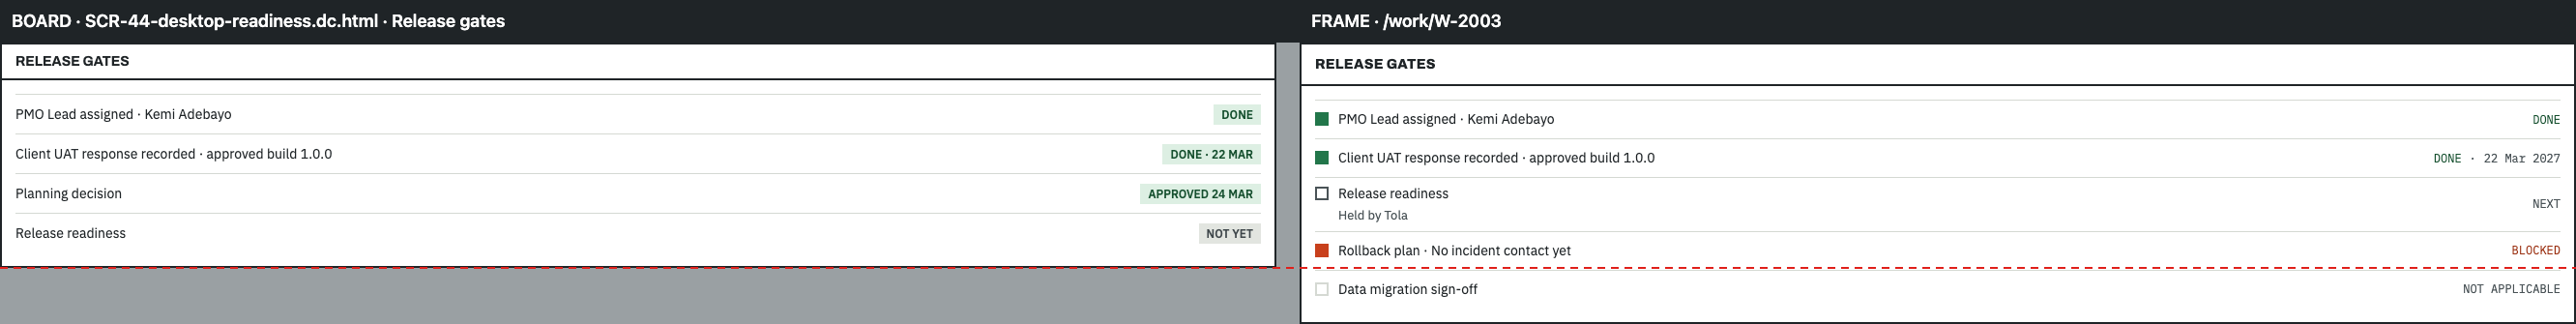 BOARD · SCR-44-desktop-readiness.dc.html · Release gates
RELEASE GATES
PMO Lead assigned · Kemi Adebayo DONE
Client UAT response recorded · approved build 1.0.0 DONE · 22 MAR
Planning decision APPROVED 24 MAR
Release readiness NOT YET
FRAME · /work/W-2003
RELEASE GATES
PMO Lead assigned · Kemi Adebayo DONE
Client UAT response recorded · approved build 1.0.0 DONE · 22 Mar 2027
Release readiness NEXT
Held by Tola
Rollback plan · No incident contact yet BLOCKED
Data migration sign-off NOT APPLICABLE